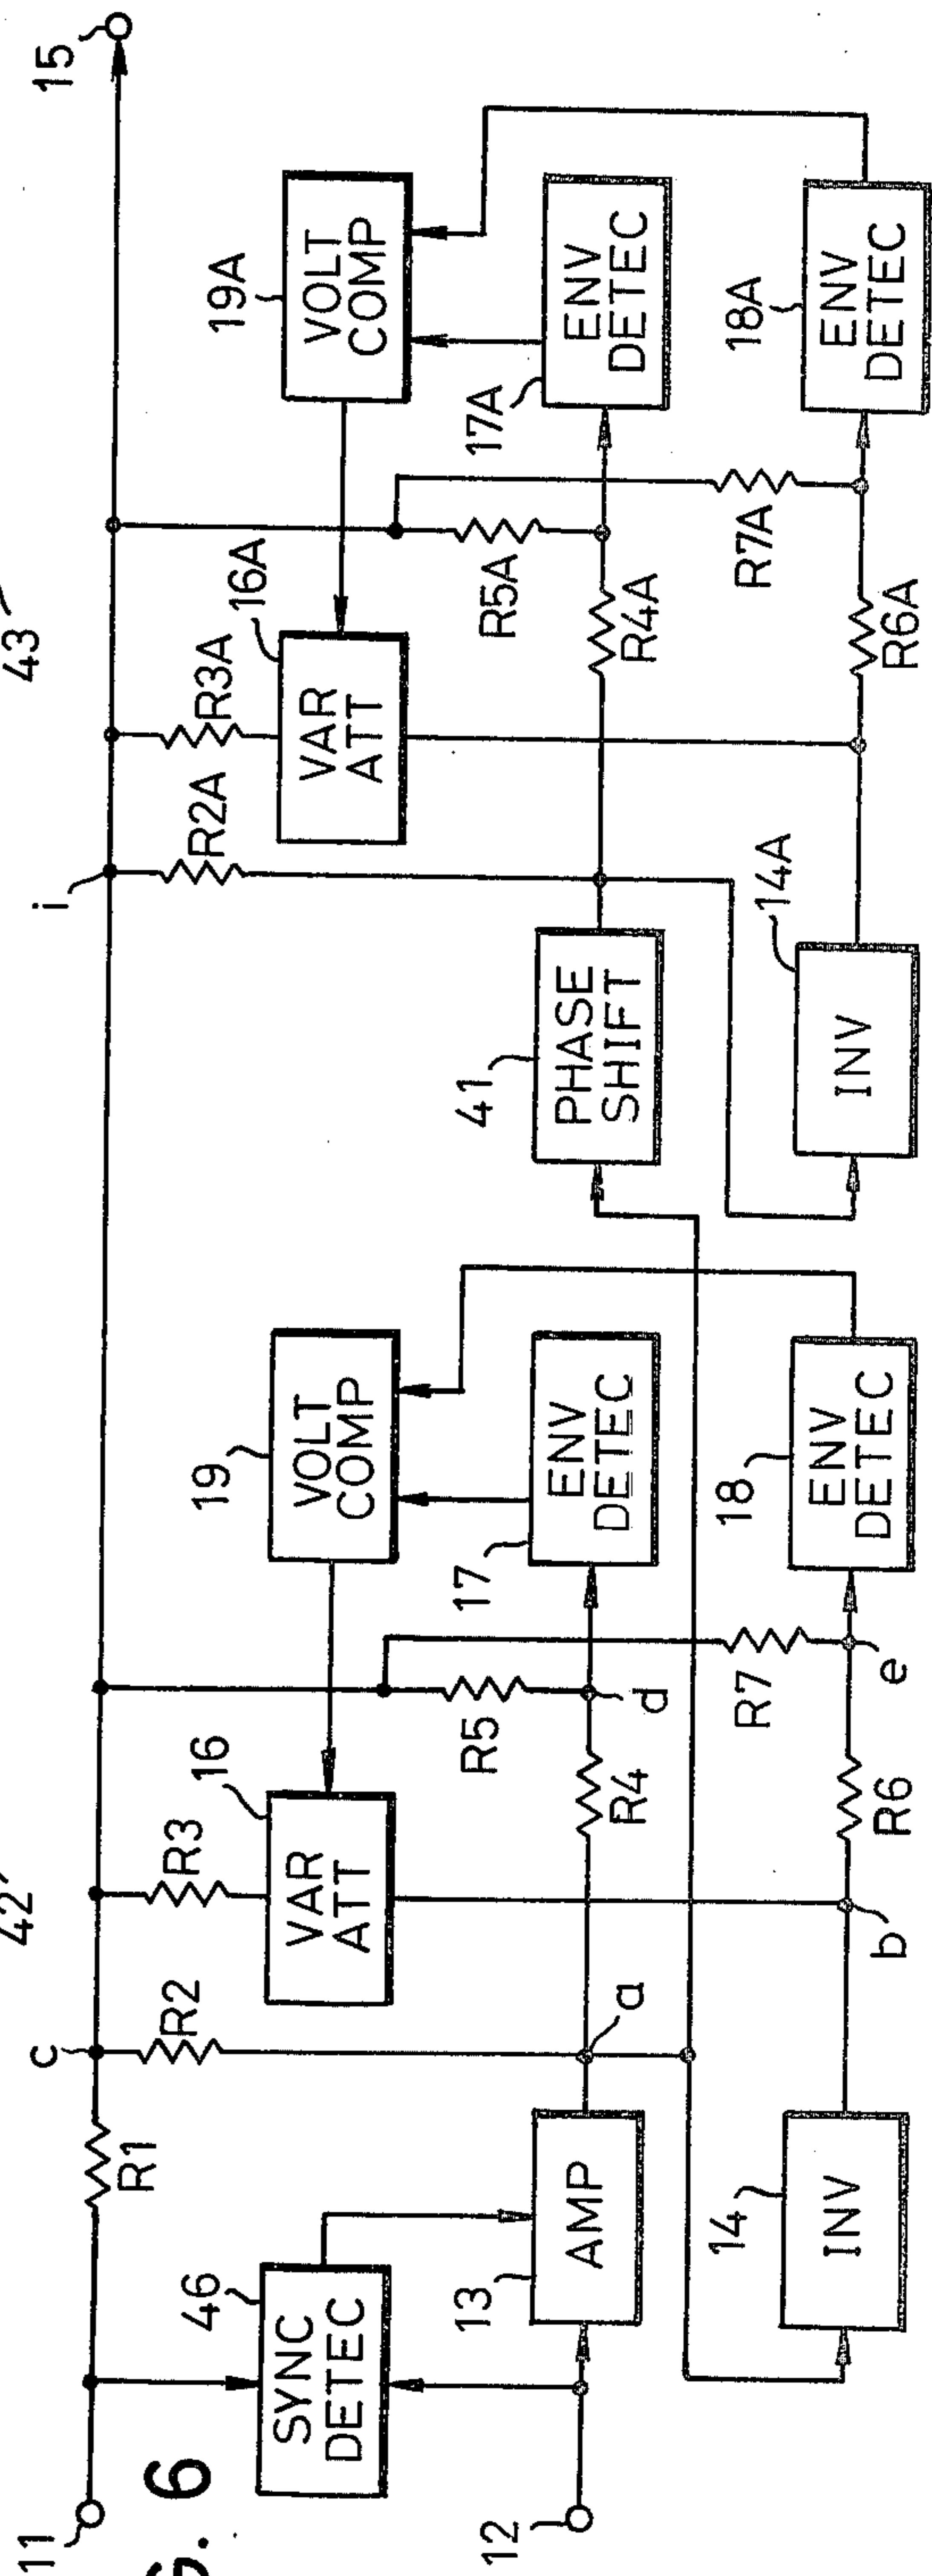 42
43
11
R1
c
i
15
G. 6
46
SYNC
DETEC
R2
R3
16
VAR
ATT
19
VOLT
COMP
R2A
R3A
16A
VAR
ATT
19A
VOLT
COMP
12
13
AMP
a
R4
d
R5
17
ENV
DETEC
41
PHASE
SHIFT
R4A
R5A
17A
ENV
DETEC
14
INV
b
R6
R7
e
18
ENV
DETEC
14A
INV
R6A
R7A
18A
ENV
DETEC